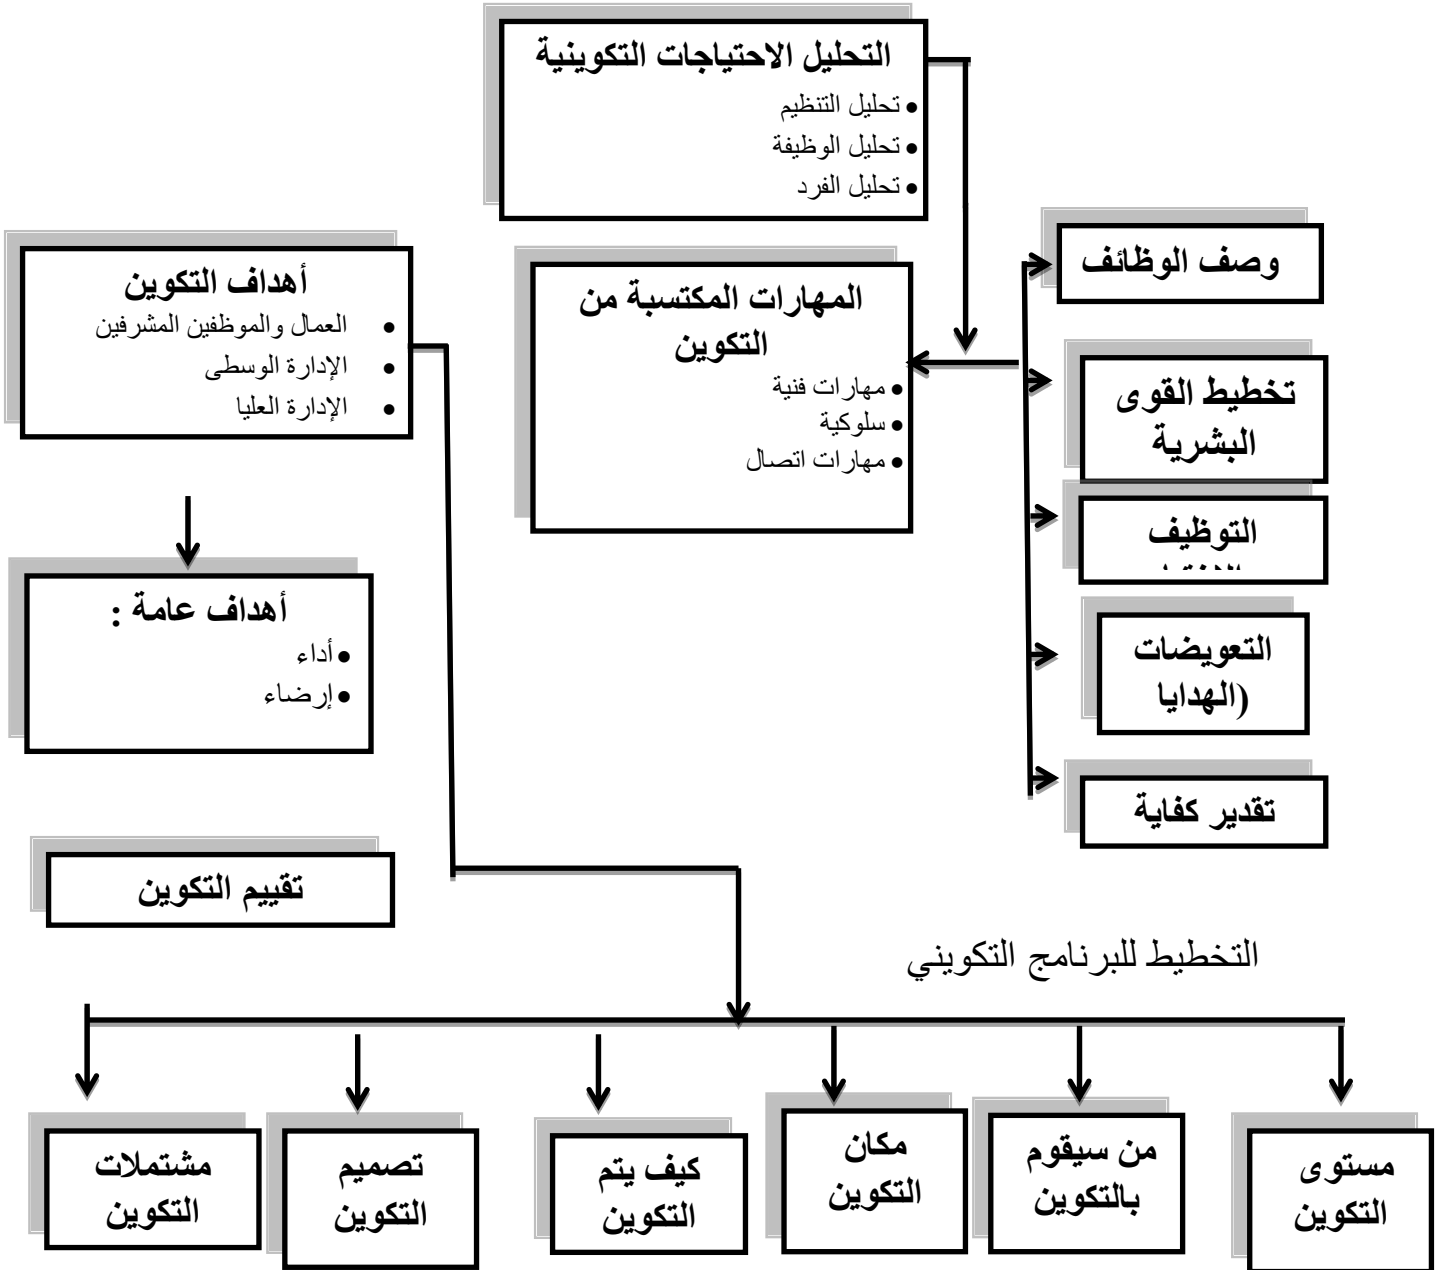 التحليل الاحتياجات التكوينية
• تحليل التنظيم
• تحليل الوظيفة
• تحليل الفرد
وصف الوظائف
أهداف التكوين
• العمال والموظفين المشرفين
• الإدارة الوسطى
• الإدارة العليا
المهارات المكتسبة من
التكوين
• مهارات فنية
• سلوكية
• مهارات اتصال
تخطيط القوى
البشرية
التوظيف
أهداف عامة :
• أداء
• إرضاء
التعويضات
(الهدايا
تقدير كفاية
تقييم التكوين
التخطيط للبرنامج التكويني
مستوى
التكوين
من سيقوم
بالتكوين
مكان
التكوين
كيف يتم
التكوين
تصميم
التكوين
مشتملات
التكوين